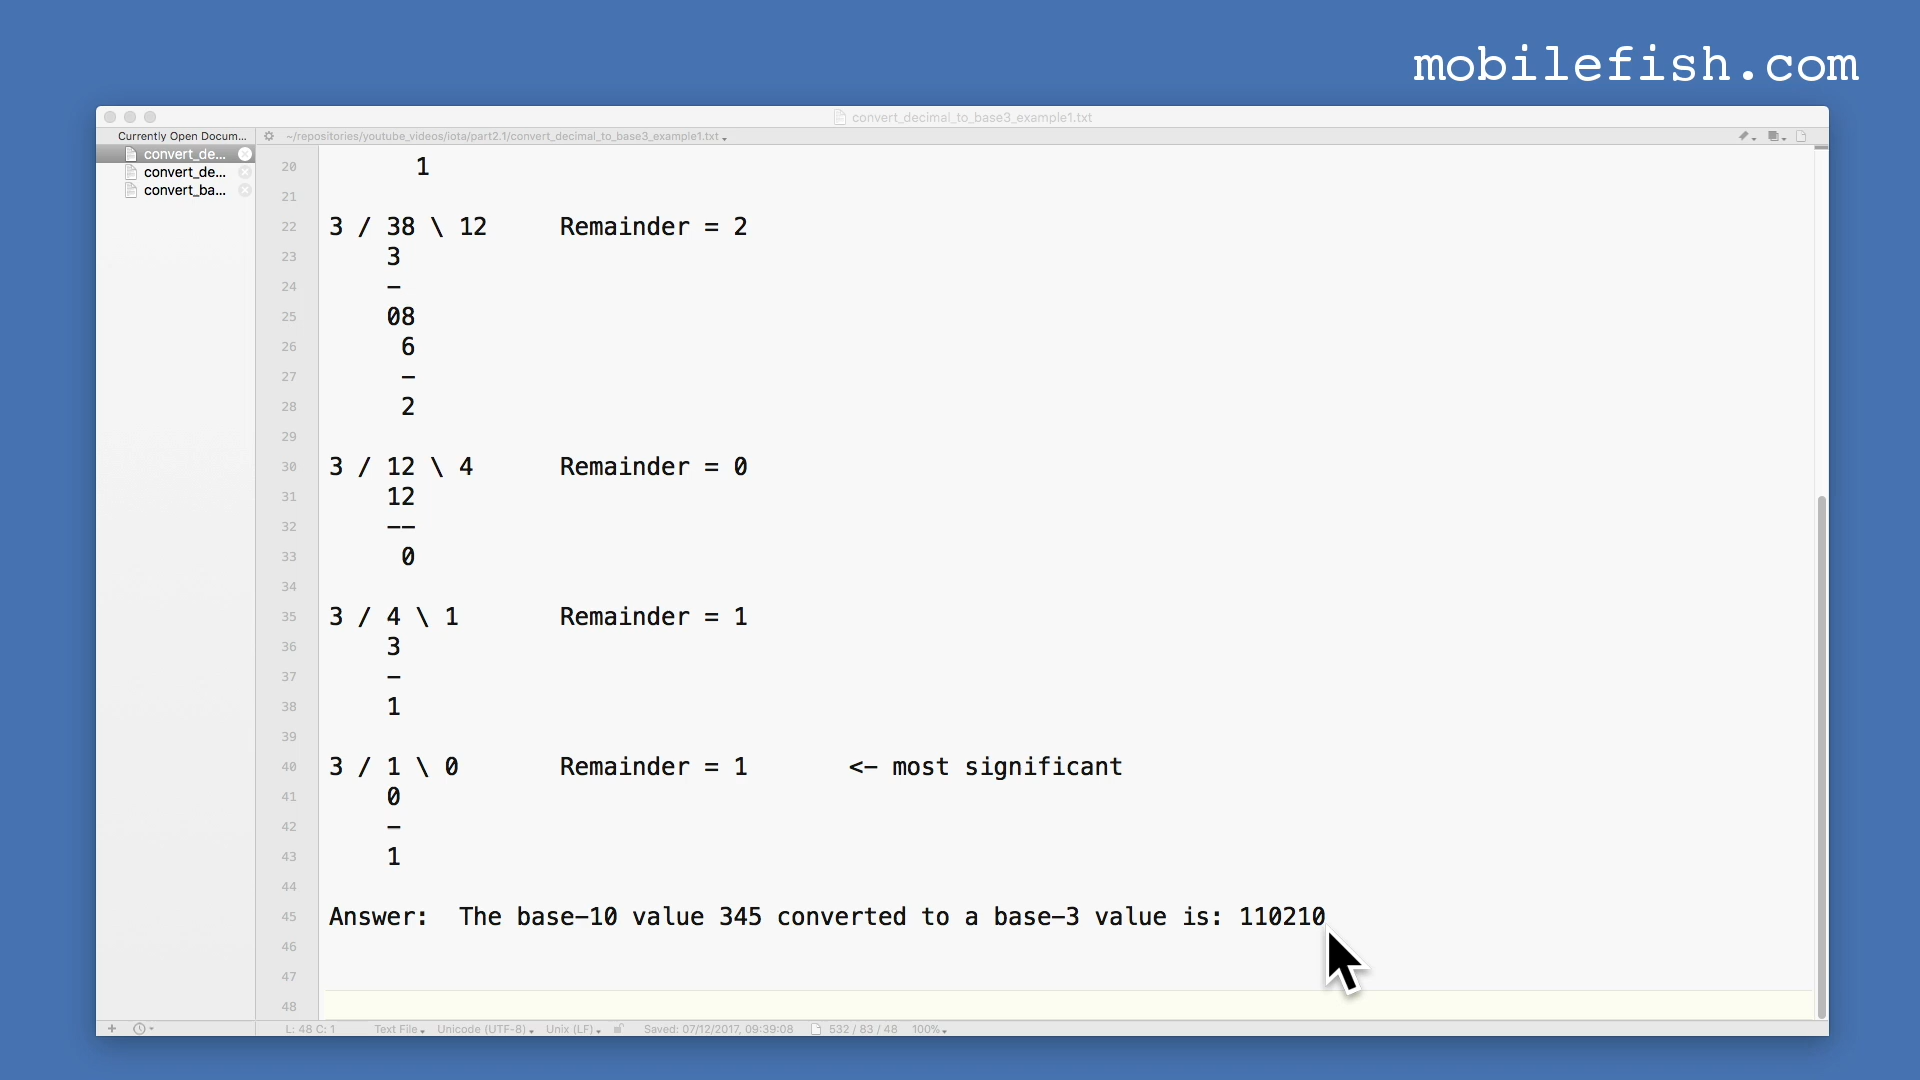 mobilefish.com
convert_decimal_to_base3_example1.txt
Currently Open Docum...
~/repositories/youtube_videos/iota/part2.1/convert_decimal_to_base3_example1.txt
convert_de...
convert_de...
convert_ba...
20 1
21
22 3 / 38 \ 12 Remainder = 2
23 3
24 -
25 08
26 6
27 -
28 2
29
30 3 / 12 \ 4 Remainder = 0
31 12
32 --
33 0
34
35 3 / 4 \ 1 Remainder = 1
36 3
37 -
38 1
39
40 3 / 1 \ 0 Remainder = 1 <- most significant
41 0
42 -
43 1
44
45 Answer: The base-10 value 345 converted to a base-3 value is: 110210
46
47
48
L: 48 C: 1 Text File Unicode (UTF-8) Unix (LF) Saved: 07/12/2017, 09:39:08 532 / 83 / 48 100%